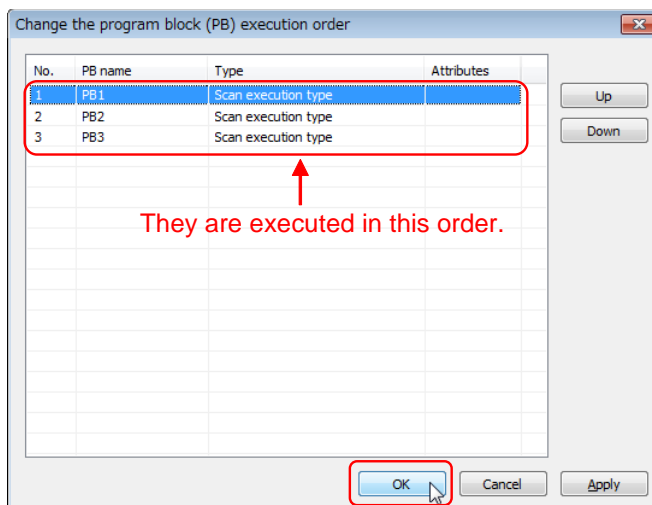 Change the program block (PB) execution order
No. PB name Type Attributes
1 PB1 Scan execution type
2 PB2 Scan execution type
3 PB3 Scan execution type
Up
Down
They are executed in this order.
OK Cancel Apply